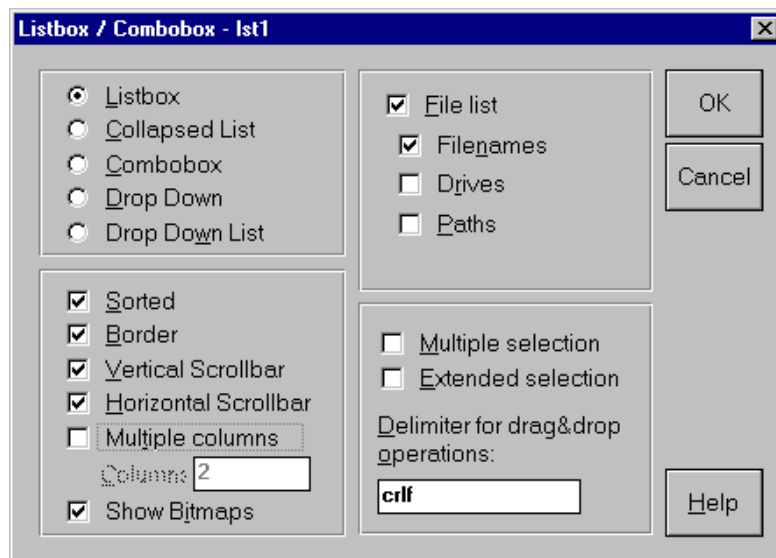 Listbox / Combobox - lst1
Listbox
Collapsed List
Combobox
Drop Down
Drop Down List
File list
Filenames
Drives
Paths
OK
Cancel
Sorted
Border
Vertical Scrollbar
Horizontal Scrollbar
Multiple columns
Columns 2
Show Bitmaps
Multiple selection
Extended selection
Delimiter for drag&drop
operations:
crlf
Help